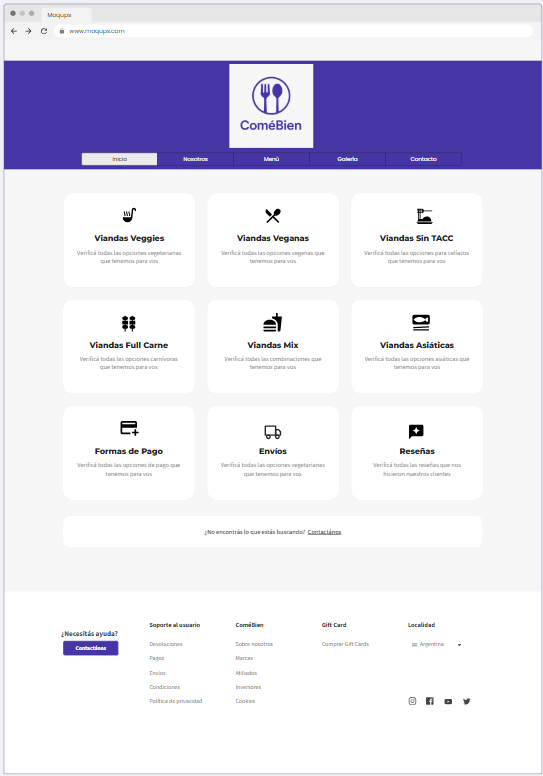 Moqups
www.moqups.com
ComéBien
Inicio
Nosotros
Menú
Galería
Contacto
Viandas Veggies
Verificá todas las opciones vegetarianas
que tenemos para vos
Viandas Veganas
Verificá todas las opciones veganas que
tenemos para vos
Viandas Sin TACC
Verificá todas las opciones para celíacos
que tenemos para vos
Viandas Full Carne
Verificá todas las opciones carnívoras
que tenemos para vos
Viandas Mix
Verificá todas las combinaciones que
tenemos para vos
Viandas Asiáticas
Verificá todas las opciones asiáticas que
tenemos para vos
Formas de Pago
Verificá todas las opciones de pago que
tenemos para vos
Envíos
Verificá todas las opciones vegetarianas
que tenemos para vos
Reseñas
Verificá todas las reseñas que nos
hicieron nuestros clientes
¿No encontrás lo que estás buscando? Contactános
¿Necesitás ayuda?
Contactános
Soporte al usuario
Devoluciones
Pagos
Envíos
Condiciones
Política de privacidad
ComéBien
Sobre nosotros
Marcas
Afiliados
Inversores
Cookies
Gift Card
Comprar Gift Cards
Localidad
Argentina